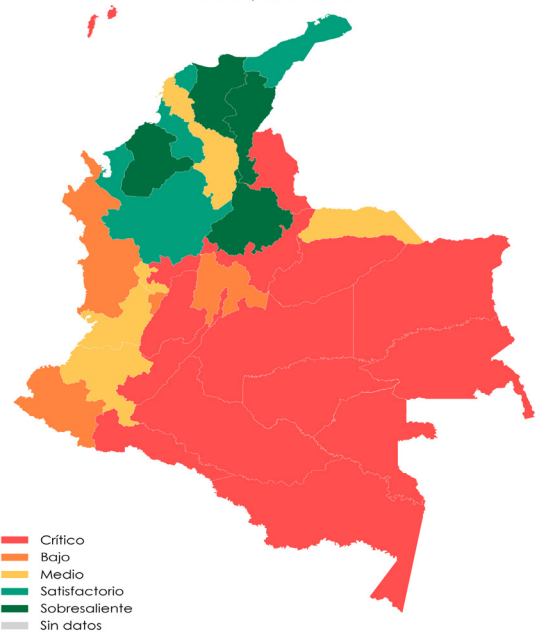 Crítico
Bajo
Medio
Satisfactorio
Sobresaliente
Sin datos